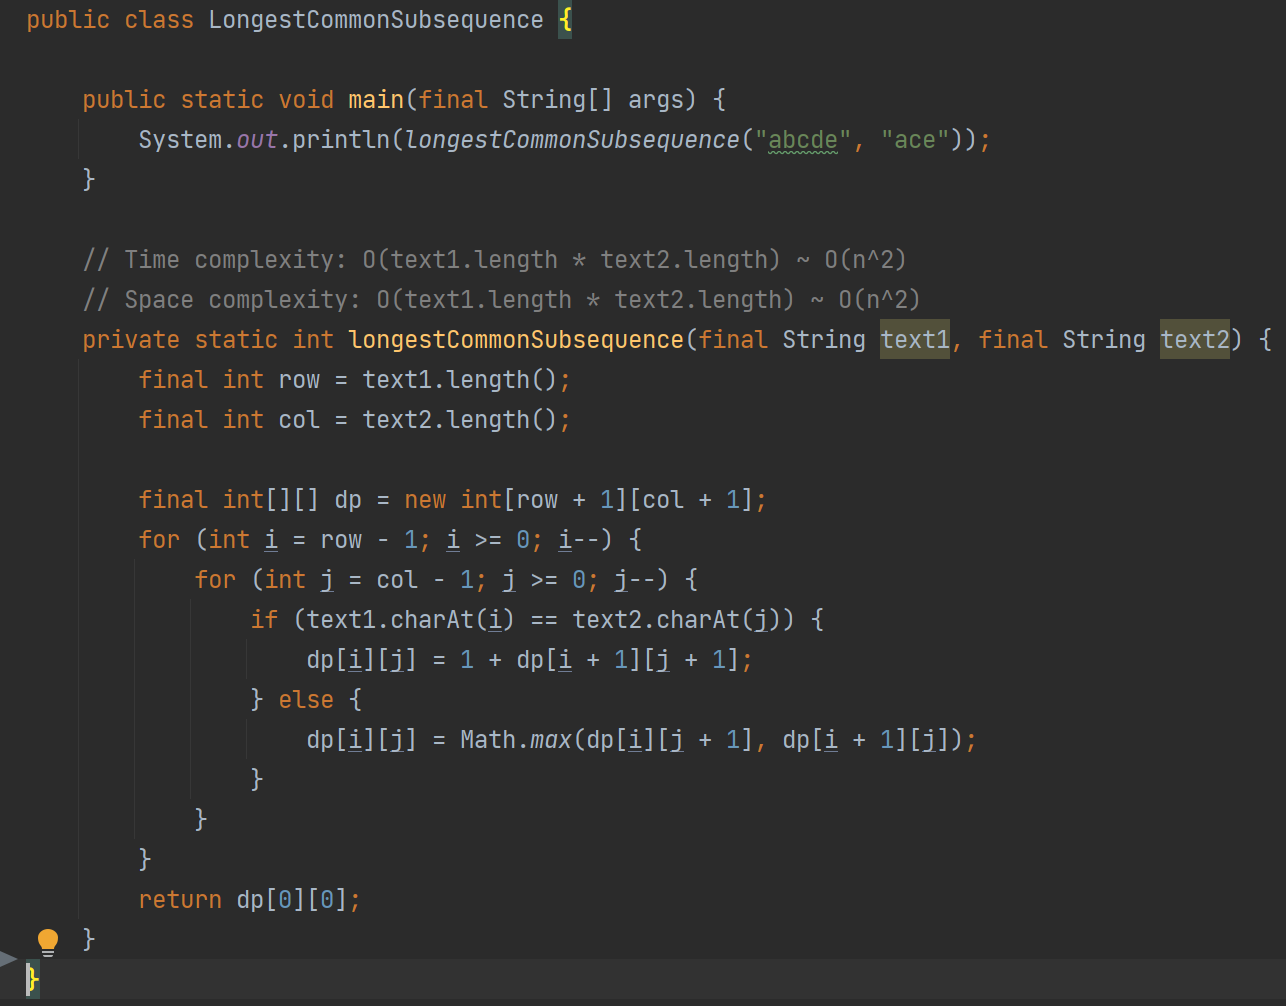 public class LongestCommonSubsequence {
public static void main(final String[] args) {
System.out.println(longestCommonSubsequence("abcde", "ace"));
}
// Time complexity: O(text1.length * text2.length) ~ O(n^2)
// Space complexity: O(text1.length * text2.length) ~ O(n^2)
private static int longestCommonSubsequence(final String text1, final String text2) {
final int row = text1.length();
final int col = text2.length();
final int[][] dp = new int[row + 1][col + 1];
for (int i = row - 1; i >= 0; i--) {
for (int j = col - 1; j >= 0; j--) {
if (text1.charAt(i) == text2.charAt(j)) {
dp[i][j] = 1 + dp[i + 1][j + 1];
} else {
dp[i][j] = Math.max(dp[i][j + 1], dp[i + 1][j]);
}
}
}
return dp[0][0];
}
}